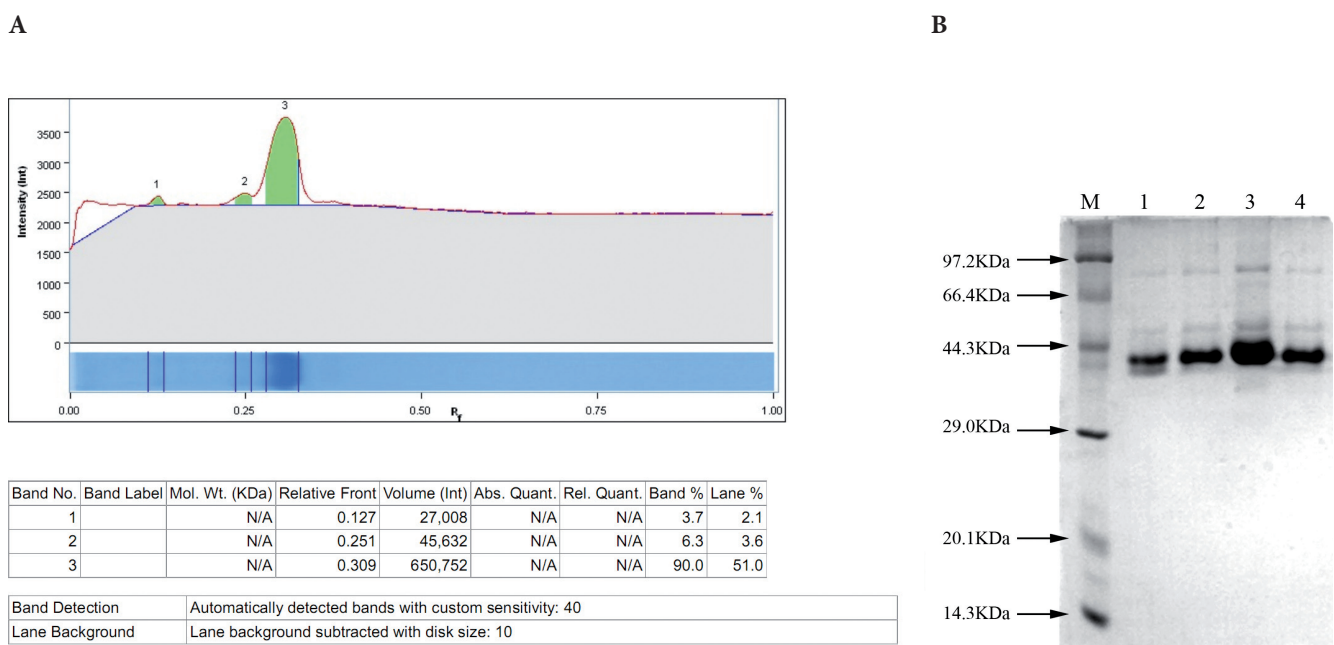 A
B
3
1
2
3500
3000
2500
2000
1500
1000
500
0
Intensity (Int)
0.00 0.25 0.50 0.75 1.00
Rf
Band No. Band Label Mol. Wt. (KDa) Relative Front Volume (Int) Abs. Quant. Rel. Quant. Band % Lane %
1 N/A 0.127 27,008 N/A N/A 3.7 2.1
2 N/A 0.251 45,632 N/A N/A 6.3 3.6
3 N/A 0.309 650,752 N/A N/A 90.0 51.0
Band Detection Automatically detected bands with custom sensitivity: 40
Lane Background Lane background subtracted with disk size: 10
M 1 2 3 4
97.2KDa
66.4KDa
44.3KDa
29.0KDa
20.1KDa
14.3KDa